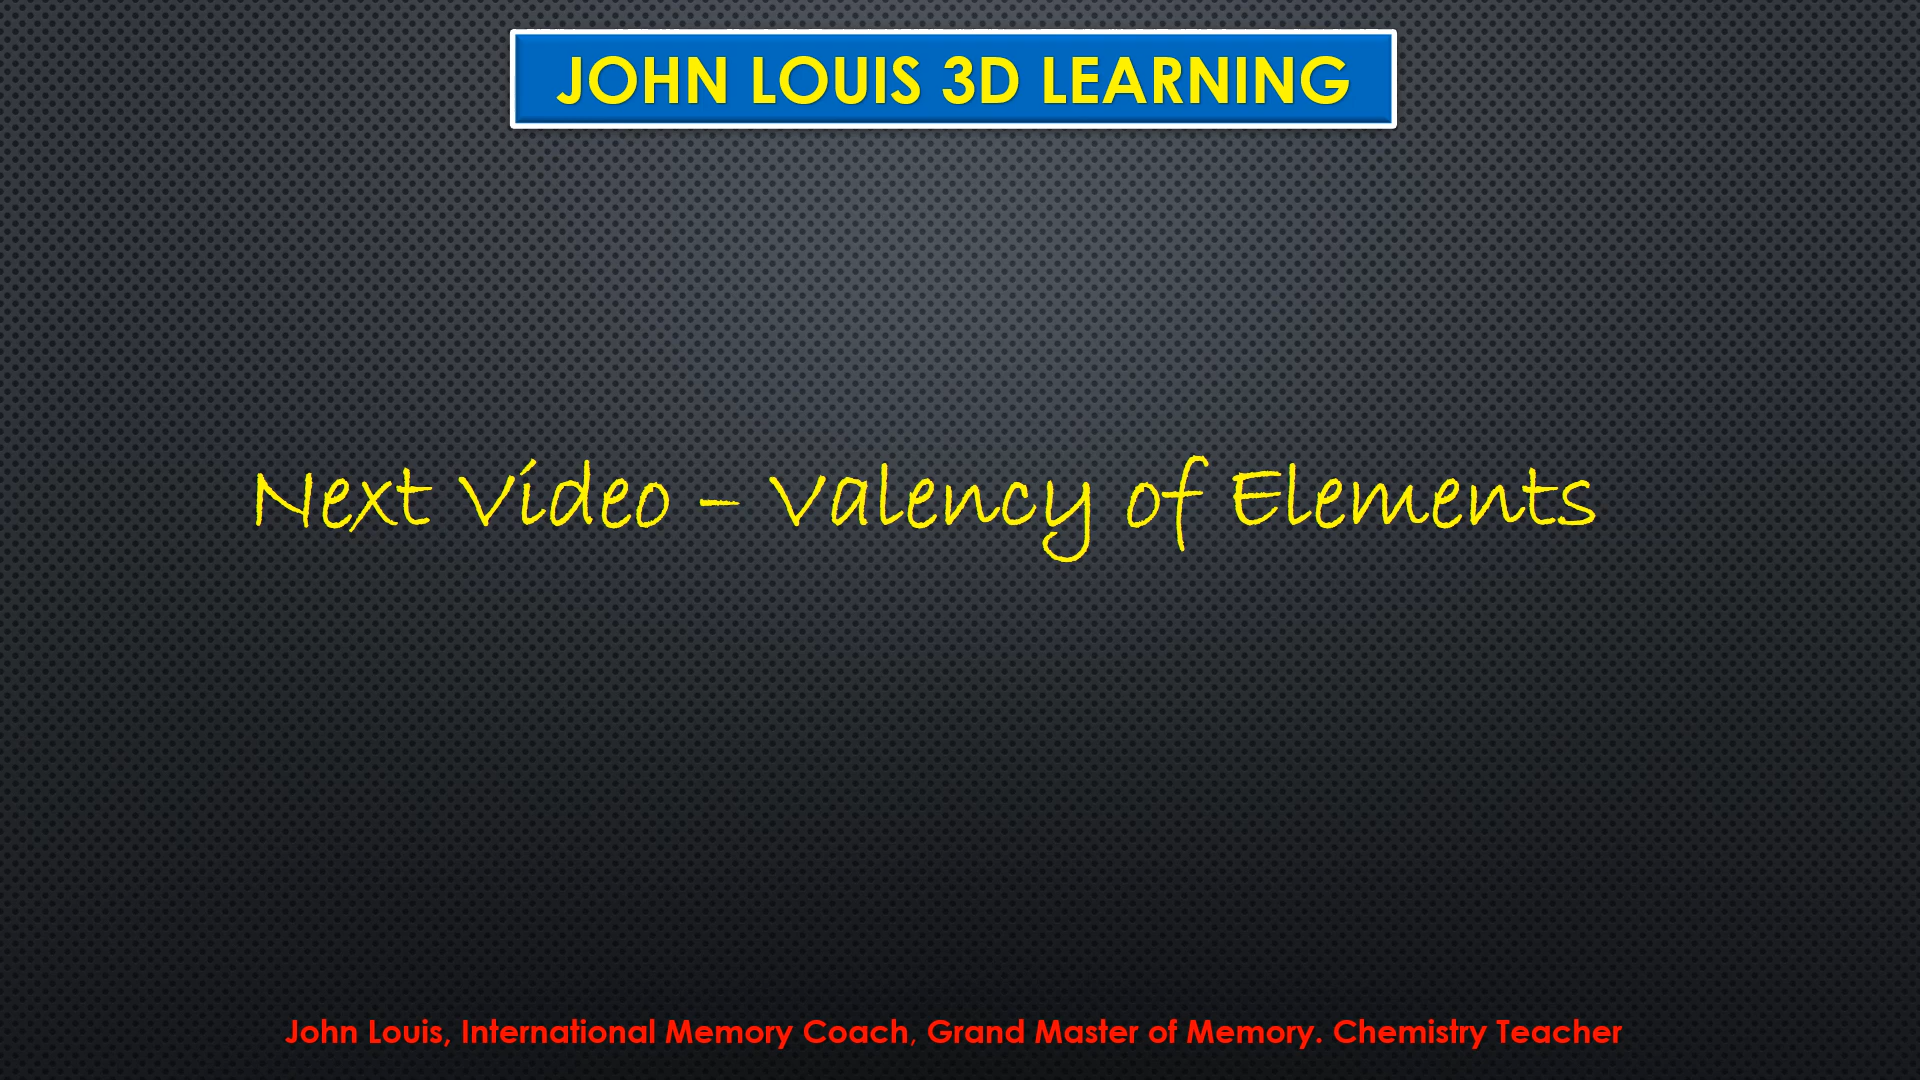 JOHN LOUIS 3D LEARNING
Next Video – Valency of Elements
John Louis, International Memory Coach, Grand Master of Memory. Chemistry Teacher